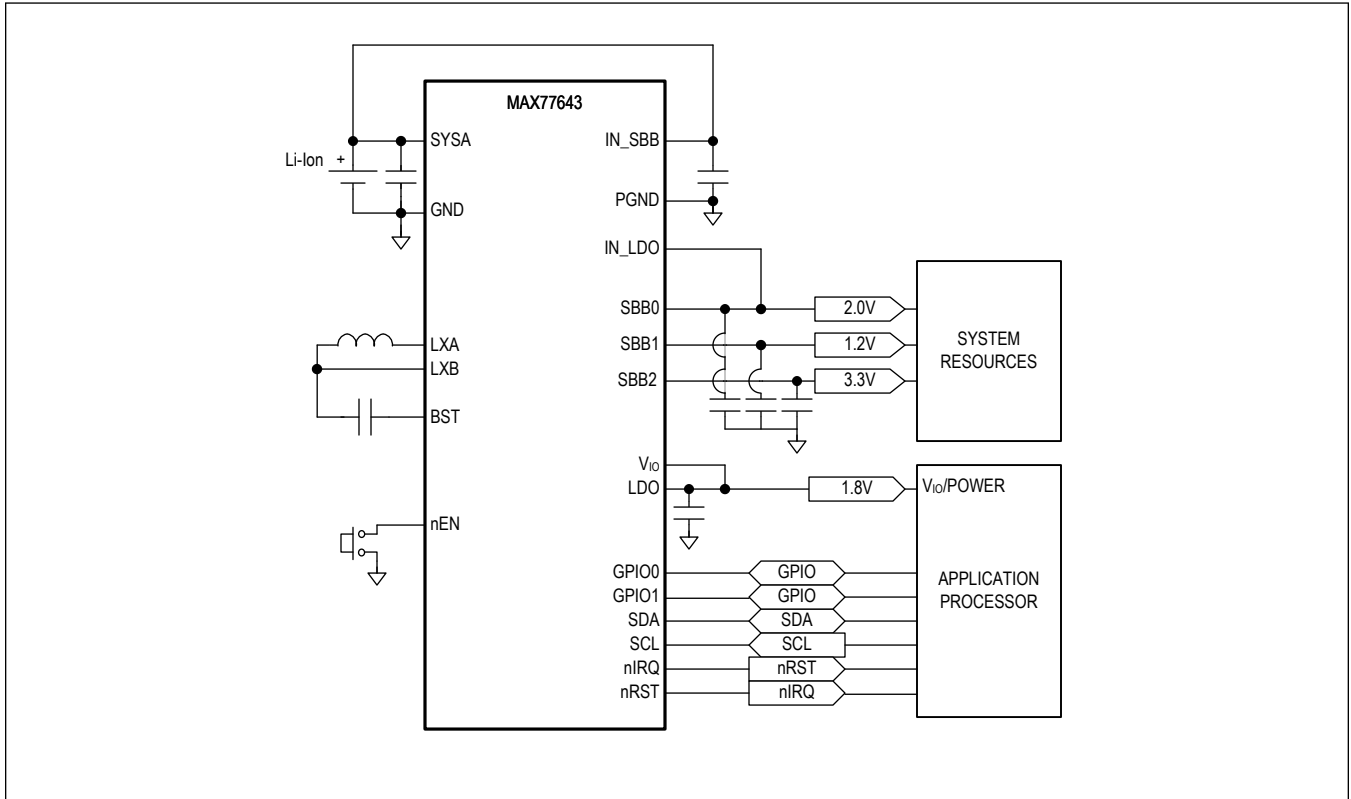 MAX77643
SYSA
IN_SBB
Li-Ion +
PGND
GND
IN_LDO
SBB0
2.0V
LXA
SBB1
1.2V
SYSTEM
RESOURCES
LXB
SBB2
3.3V
BST
VIO
LDO
1.8V
VIO/POWER
nEN
GPIO0
GPIO
GPIO1
GPIO
APPLICATION
PROCESSOR
SDA
SDA
SCL
SCL
nIRQ
nRST
nRST
nIRQ